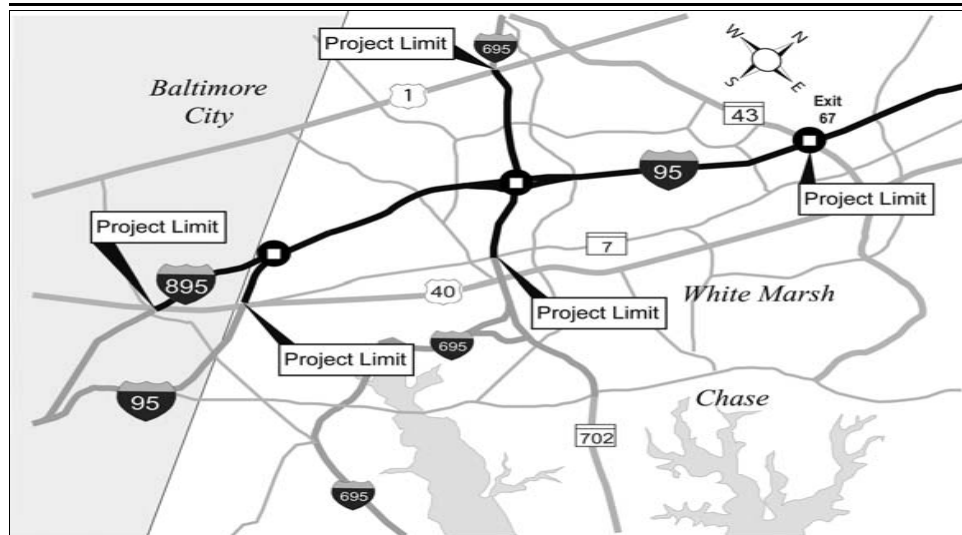 Project Limit
695
W
N
S
E
Baltimore
City
1
43
Exit
67
95
Project Limit
Project Limit
7
895
40
White Marsh
Project Limit
695
Project Limit
95
Chase
702
695